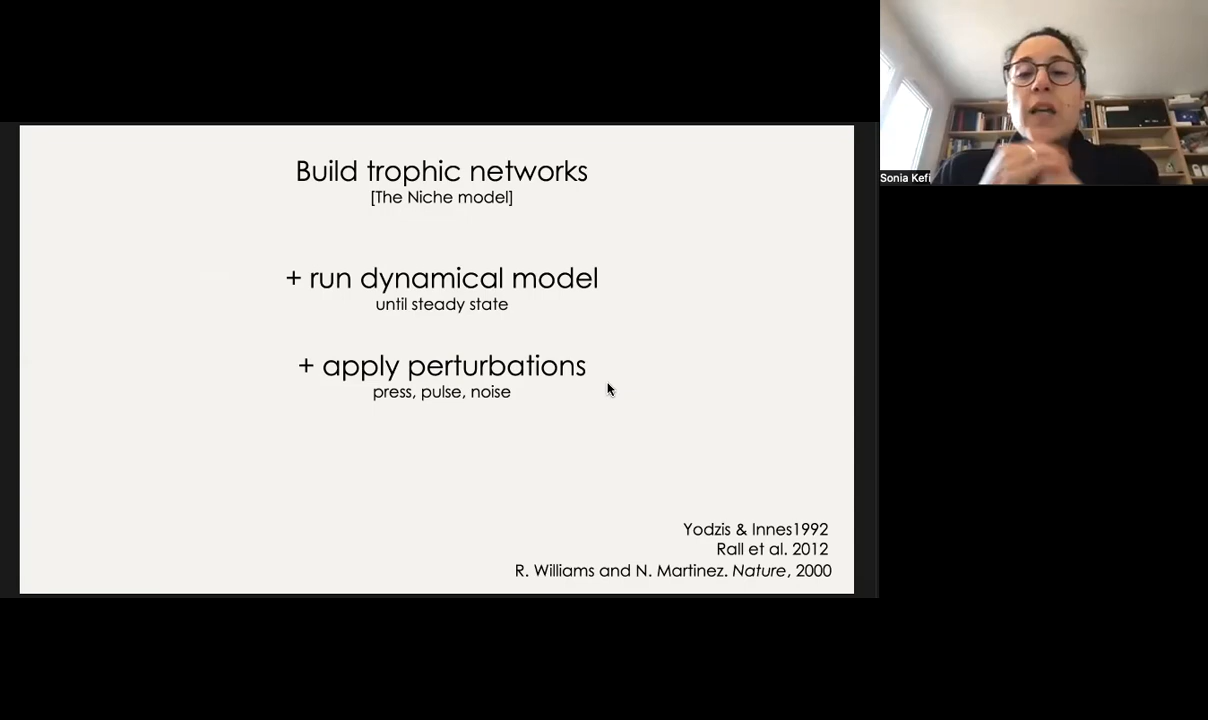 Build trophic networks
[The Niche model]
+ run dynamical model
until steady state
+ apply perturbations
press, pulse, noise
Yodzis & Innes1992
Rall et al. 2012
R. Williams and N. Martinez. Nature, 2000
Sonia Kefi